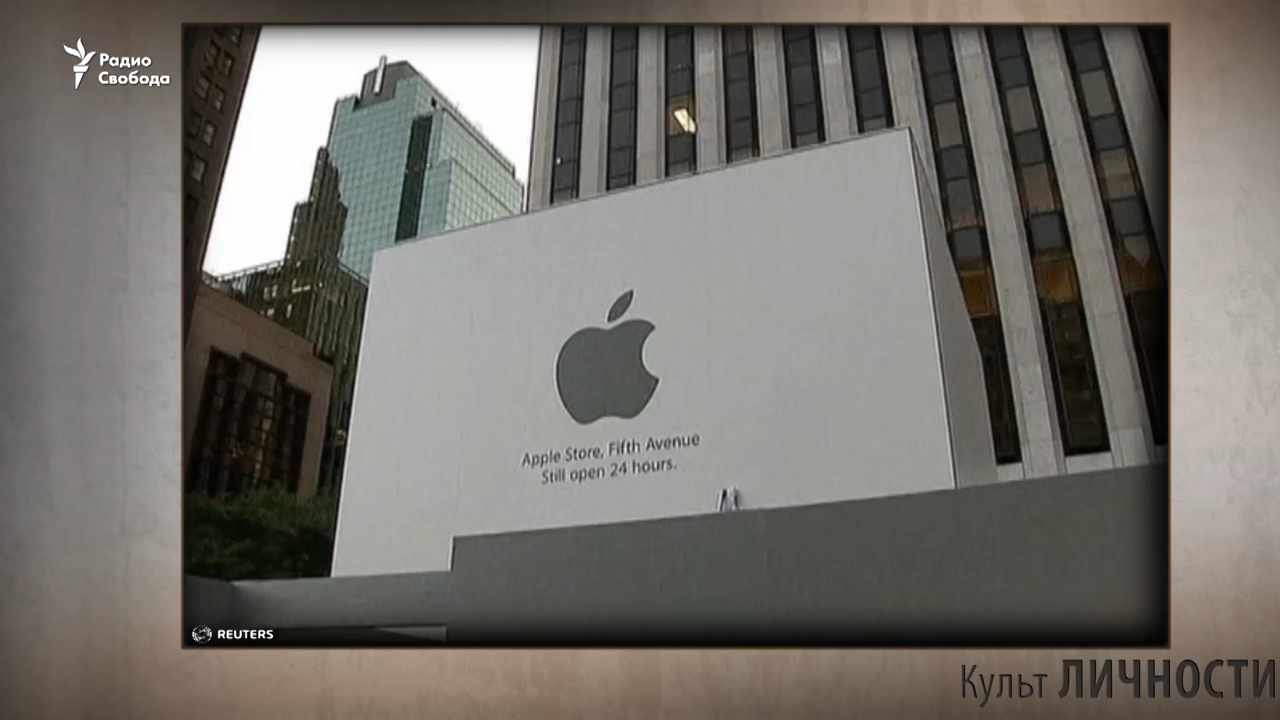 Радио
Свобода
Apple Store, Fifth Avenue
Still open 24 hours.
REUTERS
Культ ЛИЧНОСТИ